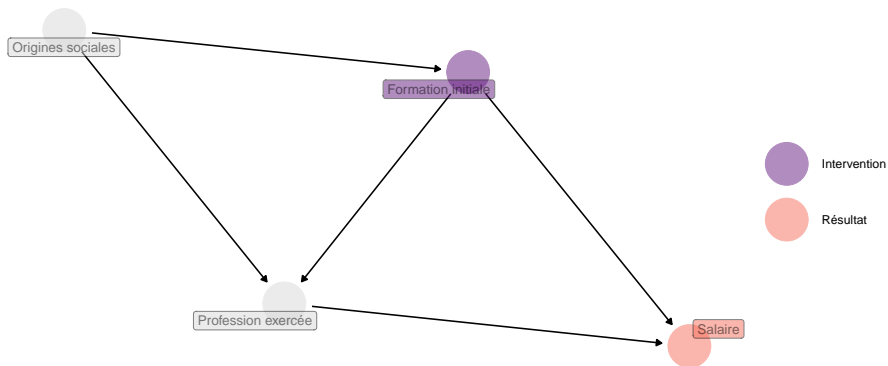 Origines sociales
Formation initiale
Intervention
Résultat
Profession exercée
Salaire